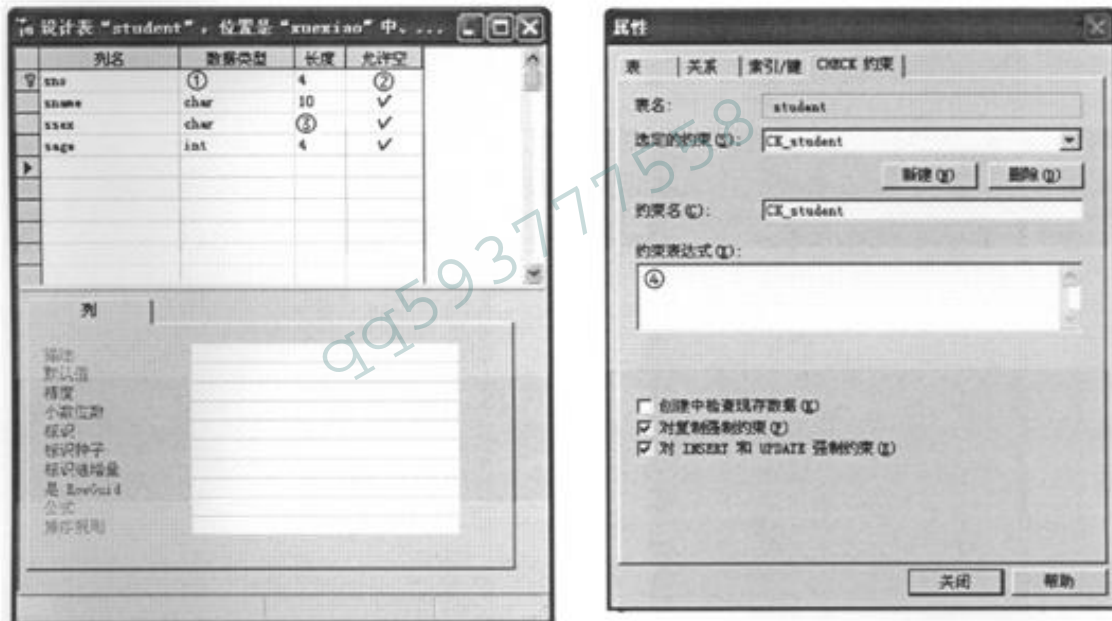 设计表“student”,位置是“xuexiao”中、...
列名 数据类型 长度 允许空
sno ① 4 ②
sname char 10 ✓
ssex char ③ ✓
sage int 4 ✓
列
描述
默认值
精度
小数位数
标识
标识种子
标识递增量
是 RowGuid
公式
排序规则
属性
表 关系 索引/键 CHECK 约束
表名: student
选定的约束(S): CK_student
新建(N) 删除(D)
约束名(C): CK_student
约束表达式(E):
④
创建中检查现存数据(K)
对复制强制约束(F)
对 INSERT 和 UPDATE 强制约束(E)
关闭 帮助
qq593777558